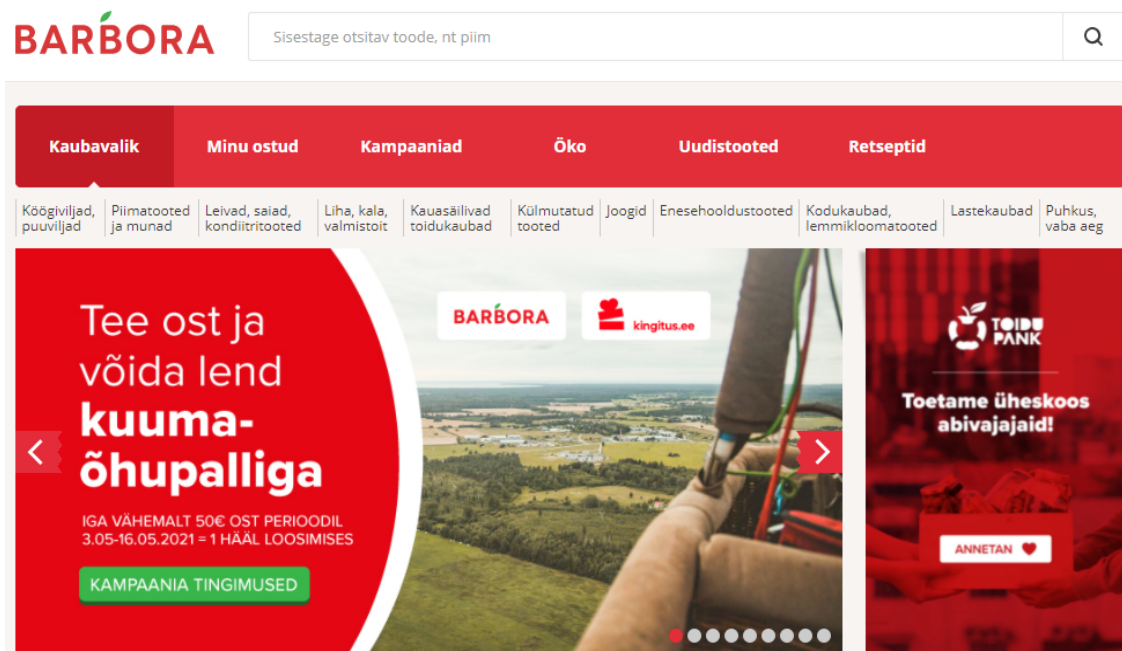 BARBORA
Sisestage otsitav toode, nt piim
Kaubavalik
Minu ostud
Kampaaniad
Öko
Uudistooted
Retseptid
Köögiviljad,
puuviljad
Piimatooted
ja munad
Leivad, saiad,
kondiitritooted
Liha, kala,
valmistoit
Kauasäilivad
toidukaubad
Külmutatud
tooted
Joogid
Enesehooldustooted
Kodukaubad,
lemmikloomatooted
Lastekaubad
Puhkus,
vaba aeg
Tee ost ja
võida lend
kuuma-
õhupalliga
IGA VÄHEMALT 50€ OST PERIOODIL
3.05-16.05.2021 = 1 HÄÄL LOOSIMISES
KAMPAANIA TINGIMUSED
BARBORA
kingitus.ee
TOIDU
PANK
Toetame üheskoos
abivajajaid!
ANNETAN